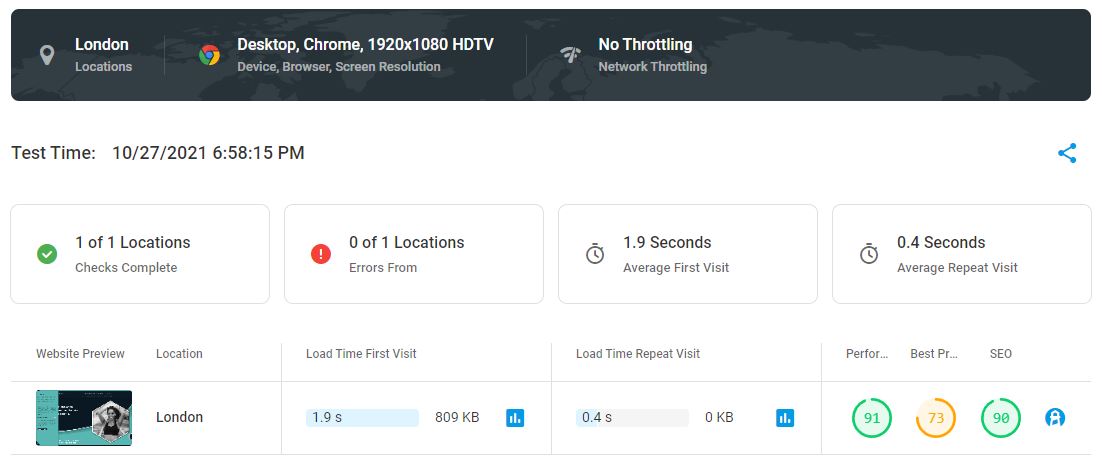 London
Locations
Desktop, Chrome, 1920x1080 HDTV
Device, Browser, Screen Resolution
No Throttling
Network Throttling
Test Time: 10/27/2021 6:58:15 PM
1 of 1 Locations
Checks Complete
0 of 1 Locations
Errors From
1.9 Seconds
Average First Visit
0.4 Seconds
Average Repeat Visit
Website Preview Location Load Time First Visit Load Time Repeat Visit Perfor... Best Pr... SEO
London 1.9 s 809 KB 0.4 s 0 KB 91 73 90